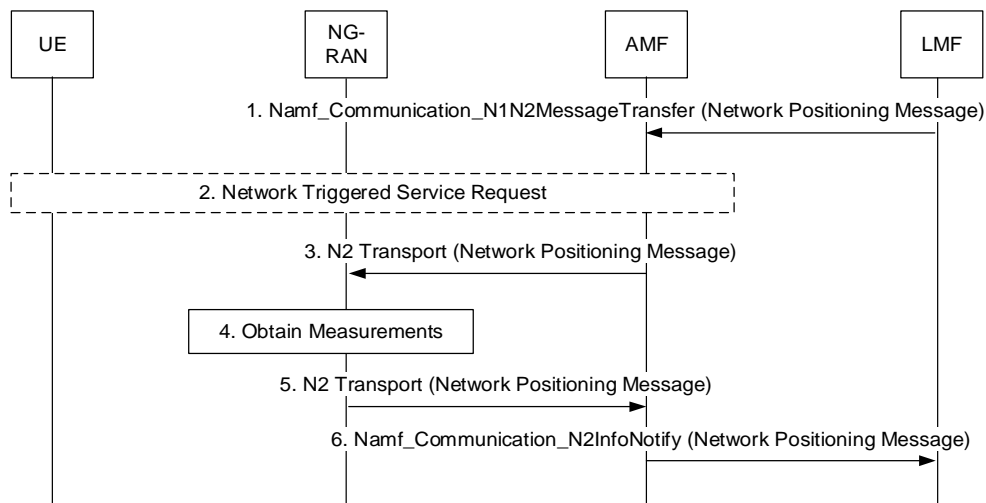 UE
NG-
RAN
AMF
LMF
1. Namf_Communication_N1N2MessageTransfer (Network Positioning Message)
2. Network Triggered Service Request
3. N2 Transport (Network Positioning Message)
4. Obtain Measurements
5. N2 Transport (Network Positioning Message)
6. Namf_Communication_N2InfoNotify (Network Positioning Message)